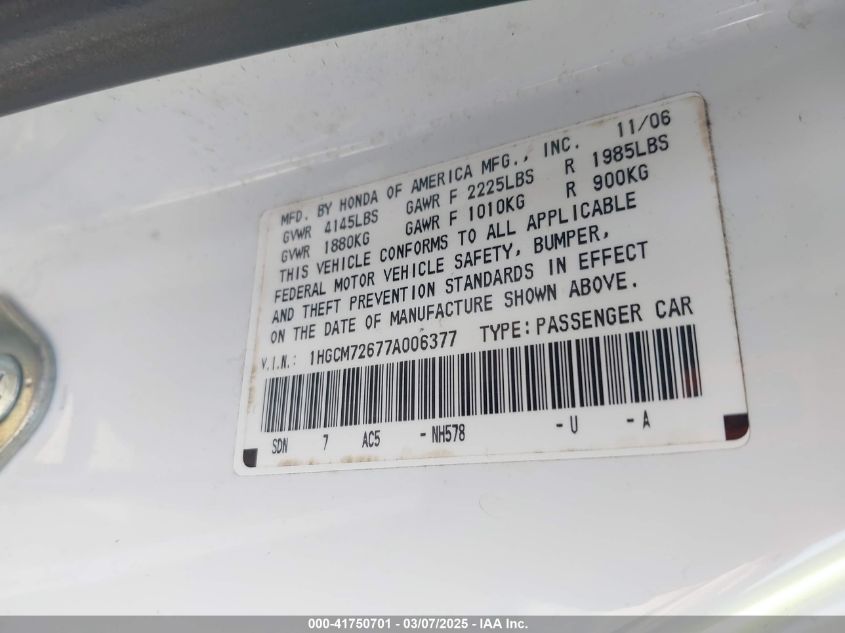 MFD. BY HONDA OF AMERICA MFG., INC. 11/06
GVWR 4145LBS GAWR F 2225LBS R 1985LBS
GVWR 1880KG GAWR F 1010KG R 900KG
THIS VEHICLE CONFORMS TO ALL APPLICABLE
FEDERAL MOTOR VEHICLE SAFETY, BUMPER,
AND THEFT PREVENTION STANDARDS IN EFFECT
ON THE DATE OF MANUFACTURE SHOWN ABOVE.
V.I.N.: 1HGCM72677A006377 TYPE: PASSENGER CAR
SDN 7 AC5 -NH578 -U -A
000-41750701 - 03/07/2025 - IAA Inc.